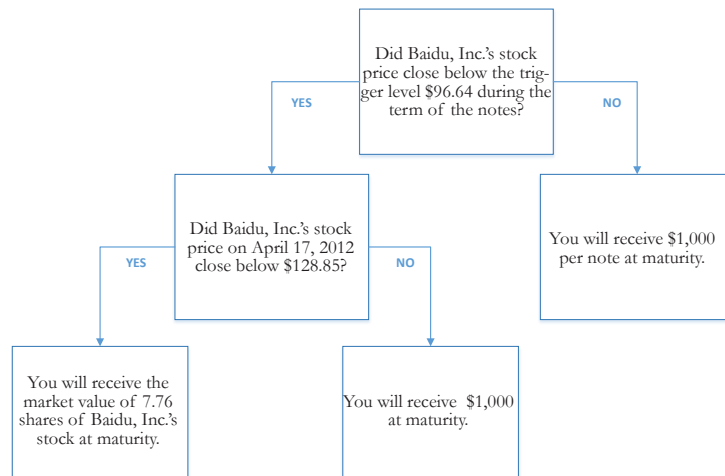 Did Baidu, Inc.'s stock
price close below the trig-
ger level $96.64 during the
term of the notes?
YES
NO
Did Baidu, Inc.'s stock
price on April 17, 2012
close below $128.85?
You will receive $1,000
per note at maturity.
YES
NO
You will receive the
market value of 7.76
shares of Baidu, Inc.'s
stock at maturity.
You will receive $1,000
at maturity.